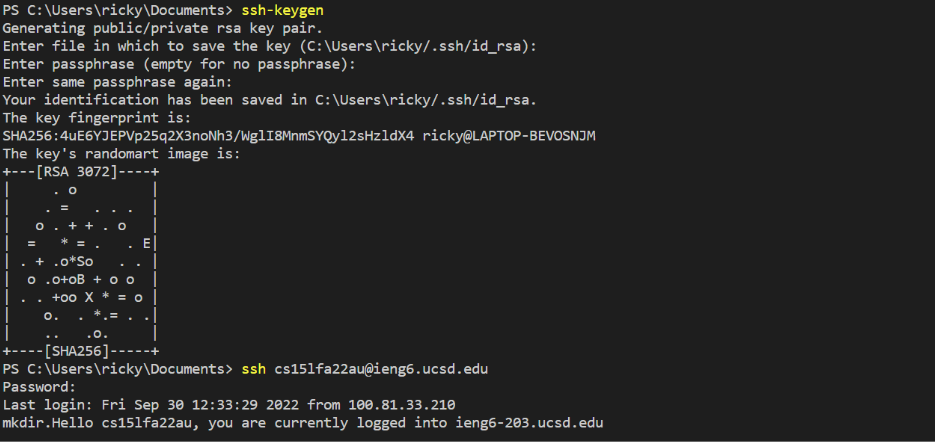 PS C:\Users\ricky\Documents> ssh-keygen
Generating public/private rsa key pair.
Enter file in which to save the key (C:\Users\ricky/.ssh/id_rsa):
Enter passphrase (empty for no passphrase):
Enter same passphrase again:
Your identification has been saved in C:\Users\ricky/.ssh/id_rsa.
The key fingerprint is:
SHA256:4uE6YJEPVp25q2X3noNh3/WglI8MnmSYQyl2sHzldX4 ricky@LAPTOP-BEVOSNJM
The key's randomart image is:
+---[RSA 3072]----+
|     . o         |
|    . =   . . .  |
|   o . + + . o   |
|  =   * = .   . E|
| . + .o*So   . . |
|  o .o+oB + o o  |
| . . +oo X * = o |
|    o.  . *.= . .|
|    ..   .o.     |
+----[SHA256]-----+
PS C:\Users\ricky\Documents> ssh cs15lfa22au@ieng6.ucsd.edu
Password:
Last login: Fri Sep 30 12:33:29 2022 from 100.81.33.210
mkdir.Hello cs15lfa22au, you are currently logged into ieng6-203.ucsd.edu